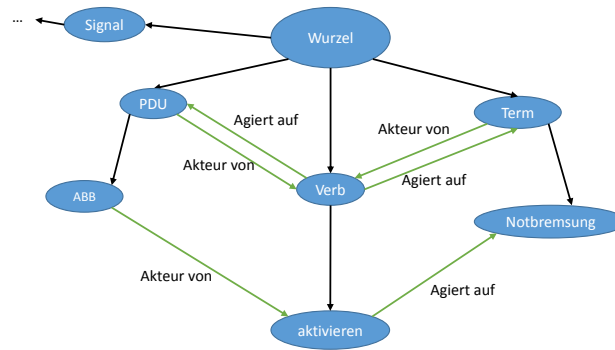 ...
Signal
Wurzel
PDU
Term
Agiert auf
Akteur von
Akteur von
Agiert auf
Verb
ABB
Notbremsung
Akteur von
Agiert auf
aktivieren